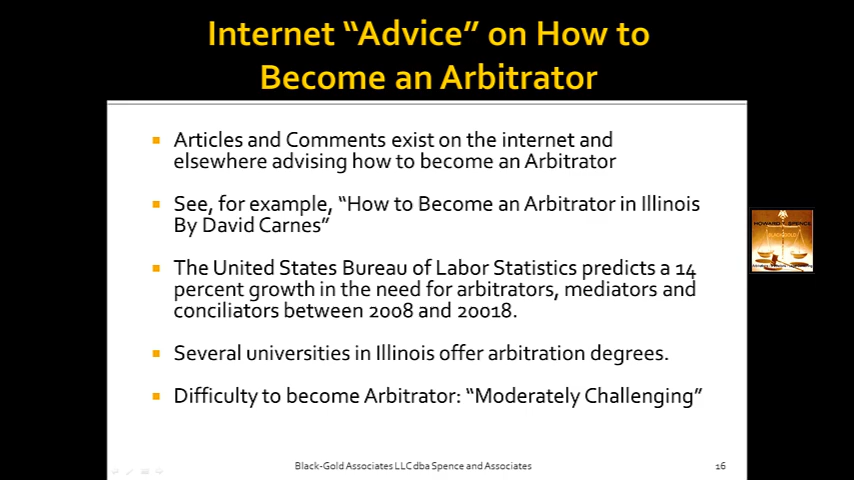 Internet “Advice” on How to
Become an Arbitrator
Articles and Comments exist on the internet and
elsewhere advising how to become an Arbitrator
See, for example, “How to Become an Arbitrator in Illinois
By David Carnes”
The United States Bureau of Labor Statistics predicts a 14
percent growth in the need for arbitrators, mediators and
conciliators between 2008 and 20018.
Several universities in Illinois offer arbitration degrees.
Difficulty to become Arbitrator: “Moderately Challenging”
HOWARD Y. SPENCE
BLACK GOLD
Black-Gold Associates LLC dba Spence and Associates
16